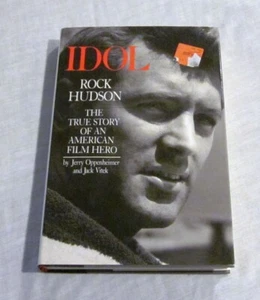 IDOL
ROCK
HUDSON
THE
TRUE STORY
OF AN
AMERICAN
FILM HERO
by Jerry Oppenheimer
and Jack Vitek